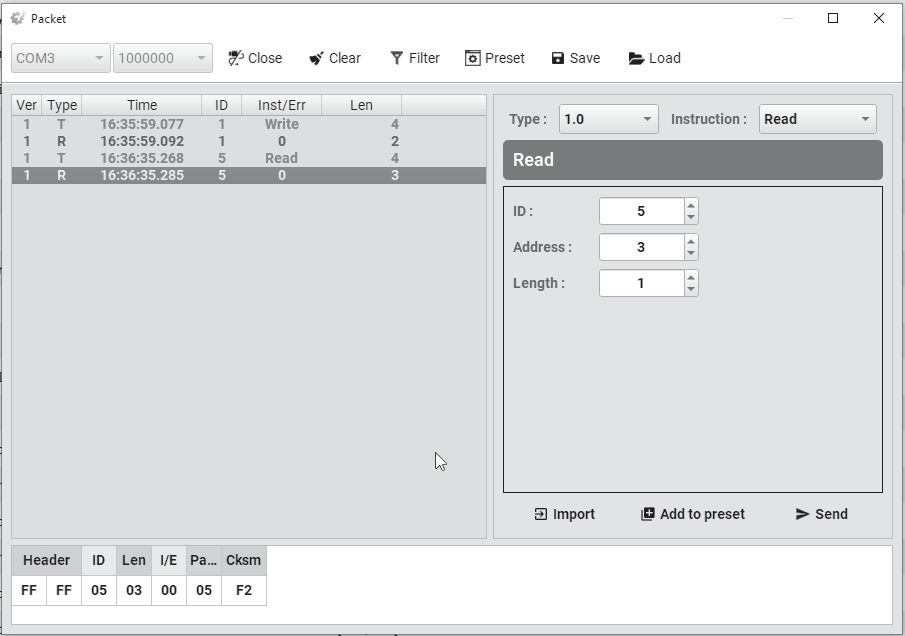 Packet
COM3 1000000 Close Clear Filter Preset Save Load
Ver Type Time ID Inst/Err Len
1 T 16:35:59.077 1 Write 4
1 R 16:35:59.092 1 0 2
1 T 16:36:35.268 5 Read 4
1 R 16:36:35.285 5 0 3
Type : 1.0 Instruction : Read
Read
ID : 5
Address : 3
Length : 1
Import Add to preset Send
Header ID Len I/E Pa... Cksm
FF FF 05 03 00 05 F2